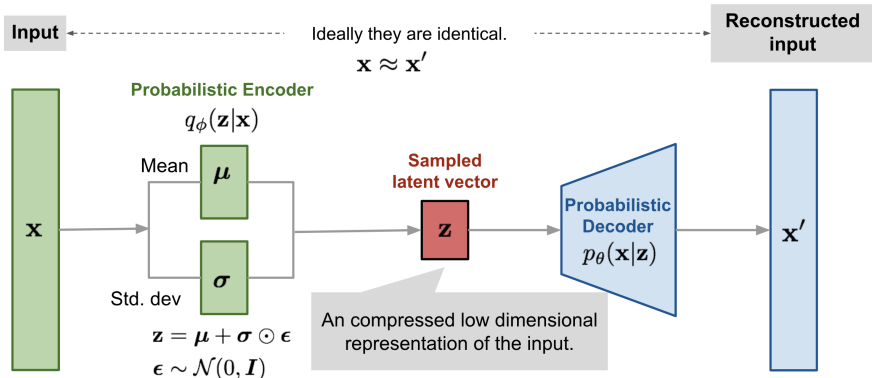 Input
Ideally they are identical.
x ≈ x′
Reconstructed
input
Probabilistic Encoder
qϕ(z|x)
Mean
μ
x
Std. dev
σ
z = μ + σ ⊙ ϵ
ϵ ∼ 𝒩(0, I)
Sampled
latent vector
z
An compressed low dimensional
representation of the input.
Probabilistic
Decoder
pθ(x|z)
x′